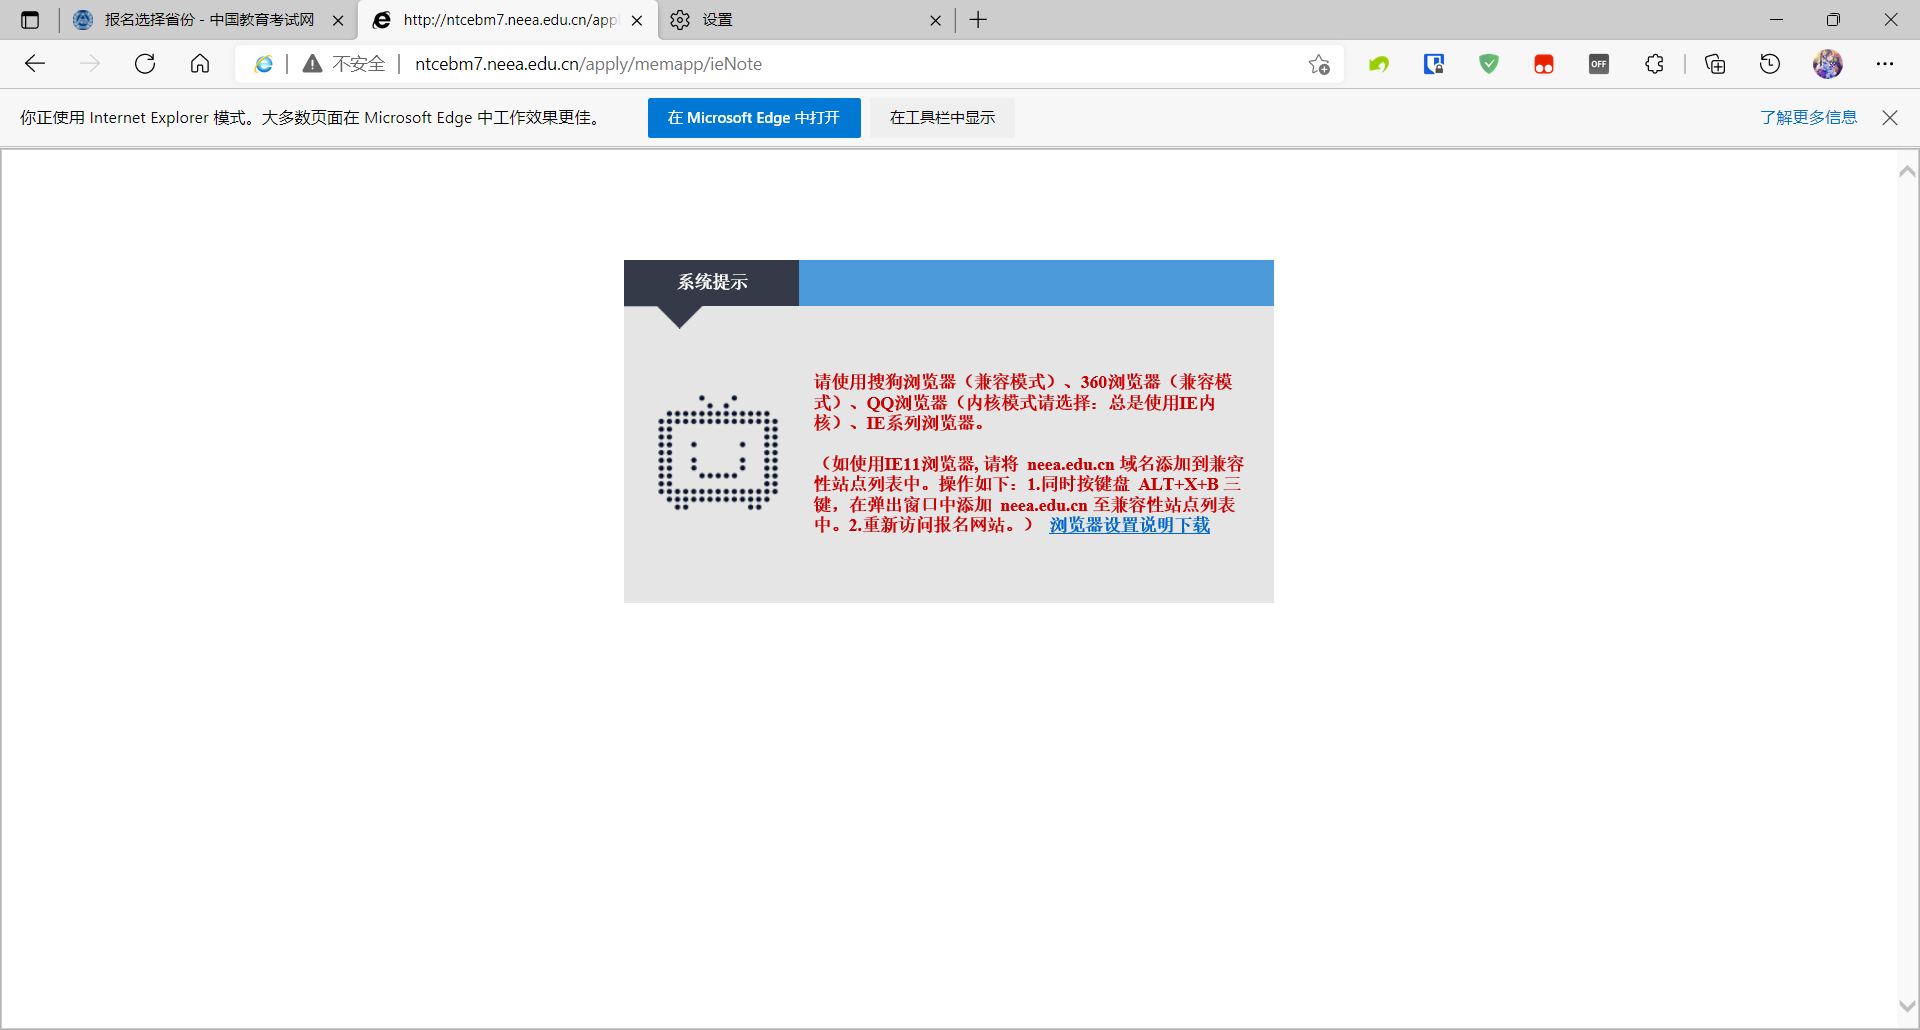 报名选择省份 - 中国教育考试网
http://ntcebm7.neea.edu.cn/appl
设置
不安全
ntcebm7.neea.edu.cn/apply/memapp/ieNote
OFF
你正使用 Internet Explorer 模式。大多数页面在 Microsoft Edge 中工作效果更佳。
在 Microsoft Edge 中打开
在工具栏中显示
了解更多信息
系统提示
请使用搜狗浏览器（兼容模式）、360浏览器（兼容模
式）、QQ浏览器（内核模式请选择：总是使用IE内
核）、IE系列浏览器。
（如使用IE11浏览器, 请将 neea.edu.cn 域名添加到兼容
性站点列表中。操作如下：1.同时按键盘 ALT+X+B 三
键，在弹出窗口中添加 neea.edu.cn 至兼容性站点列表
中。2.重新访问报名网站。） 浏览器设置说明下载